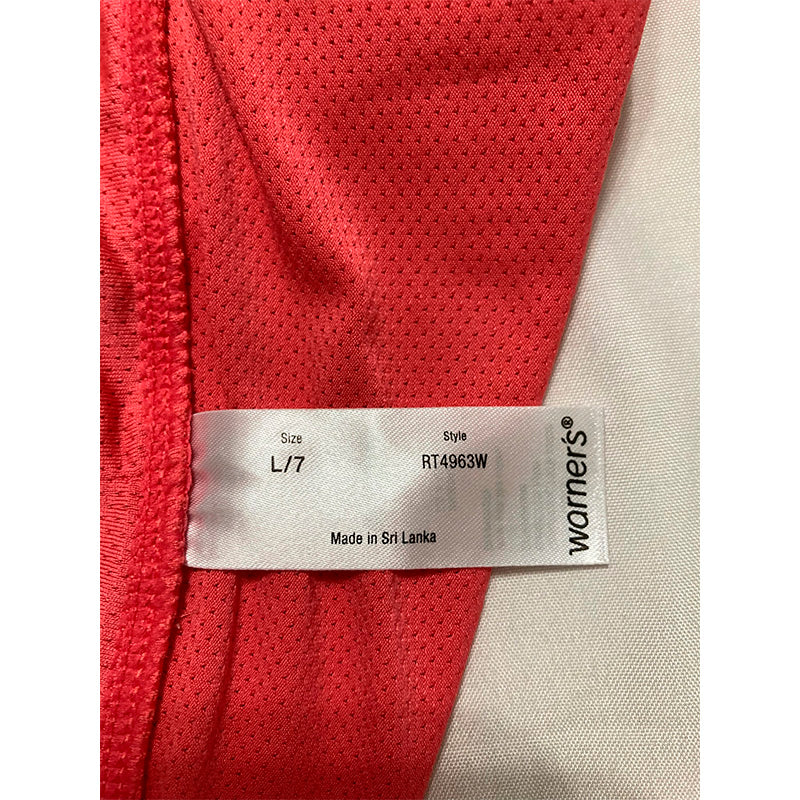 Size
L/7
Style
RT4963W
Made in Sri Lanka
warner's®